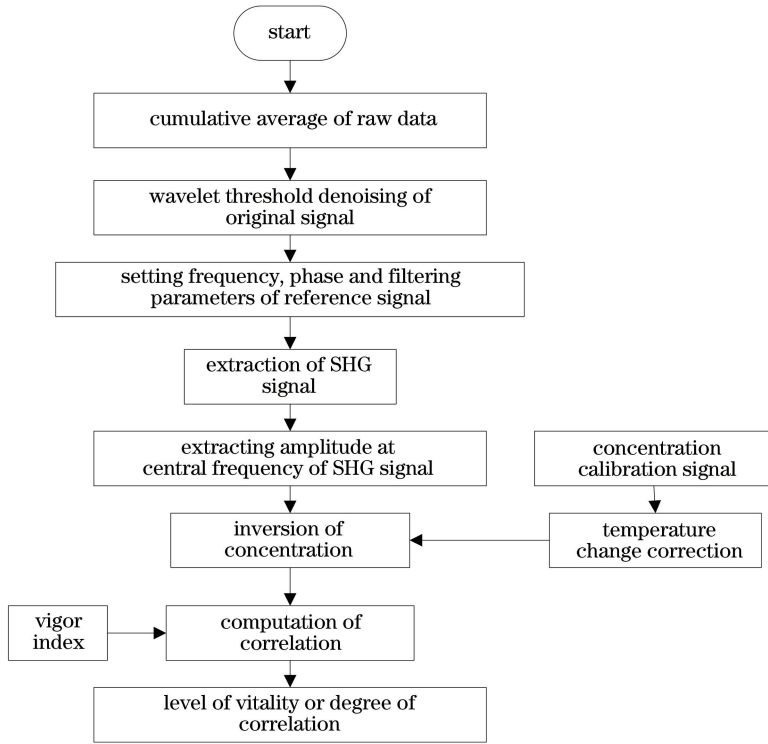 start
cumulative average of raw data
wavelet threshold denoising of
original signal
setting frequency, phase and filtering
parameters of reference signal
extraction of SHG
signal
extracting amplitude at
central frequency of SHG signal
concentration
calibration signal
inversion of
concentration
temperature
change correction
vigor
index
computation of
correlation
level of vitality or degree of
correlation